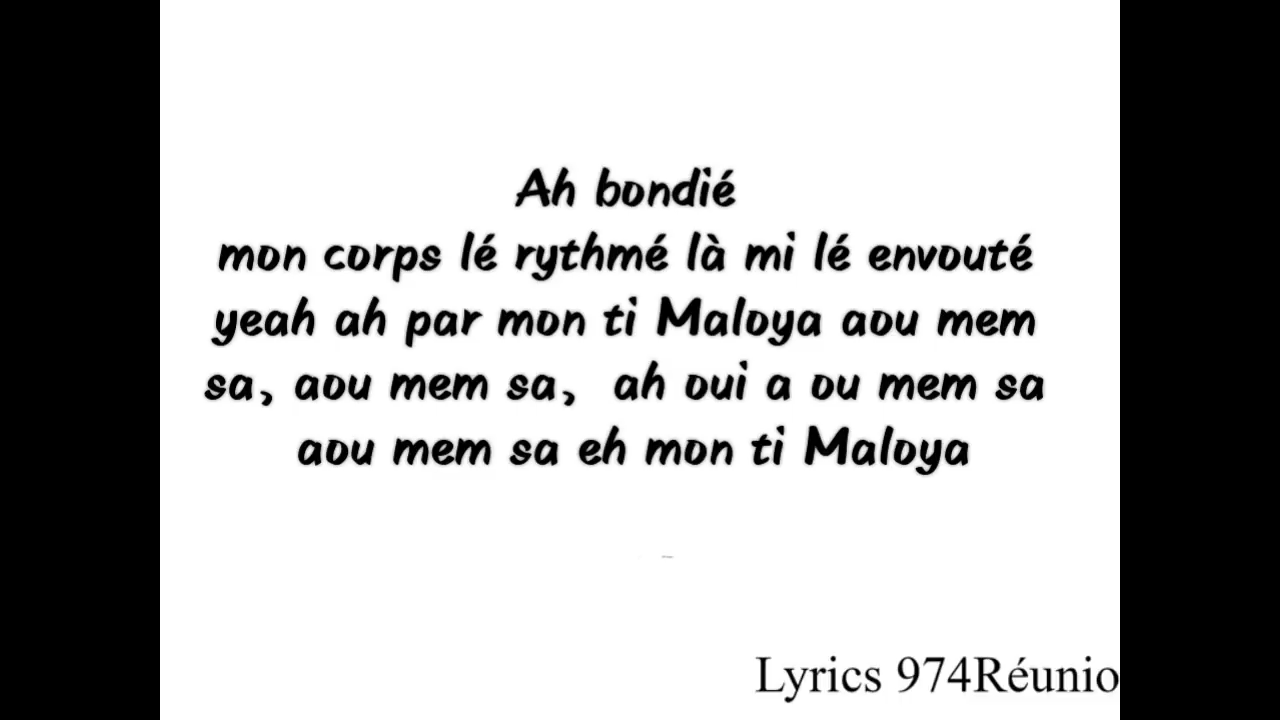 Ah bondié
mon corps lé rythmé là mi lé envouté
yeah ah par mon ti Maloya aou mem
sa, aou mem sa, ah oui a ou mem sa
aou mem sa eh mon ti Maloya
Lyrics 974Réunio